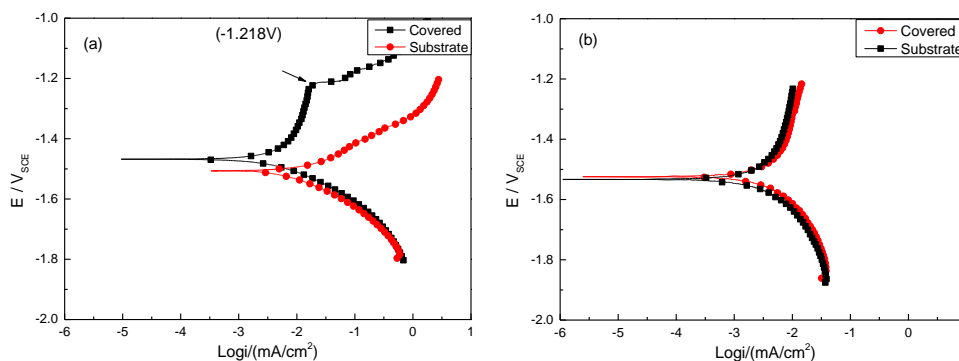 (a)
(-1.218V)
Covered
Substrate
-1.0
-1.2
-1.4
-1.6
-1.8
-2.0
E / V_SCE
-6 -5 -4 -3 -2 -1 0 1
Logi/(mA/cm²)
(b)
Covered
Substrate
-1.0
-1.2
-1.4
-1.6
-1.8
-2.0
E / V_SCE
-6 -5 -4 -3 -2 -1 0
Logi/(mA/cm²)